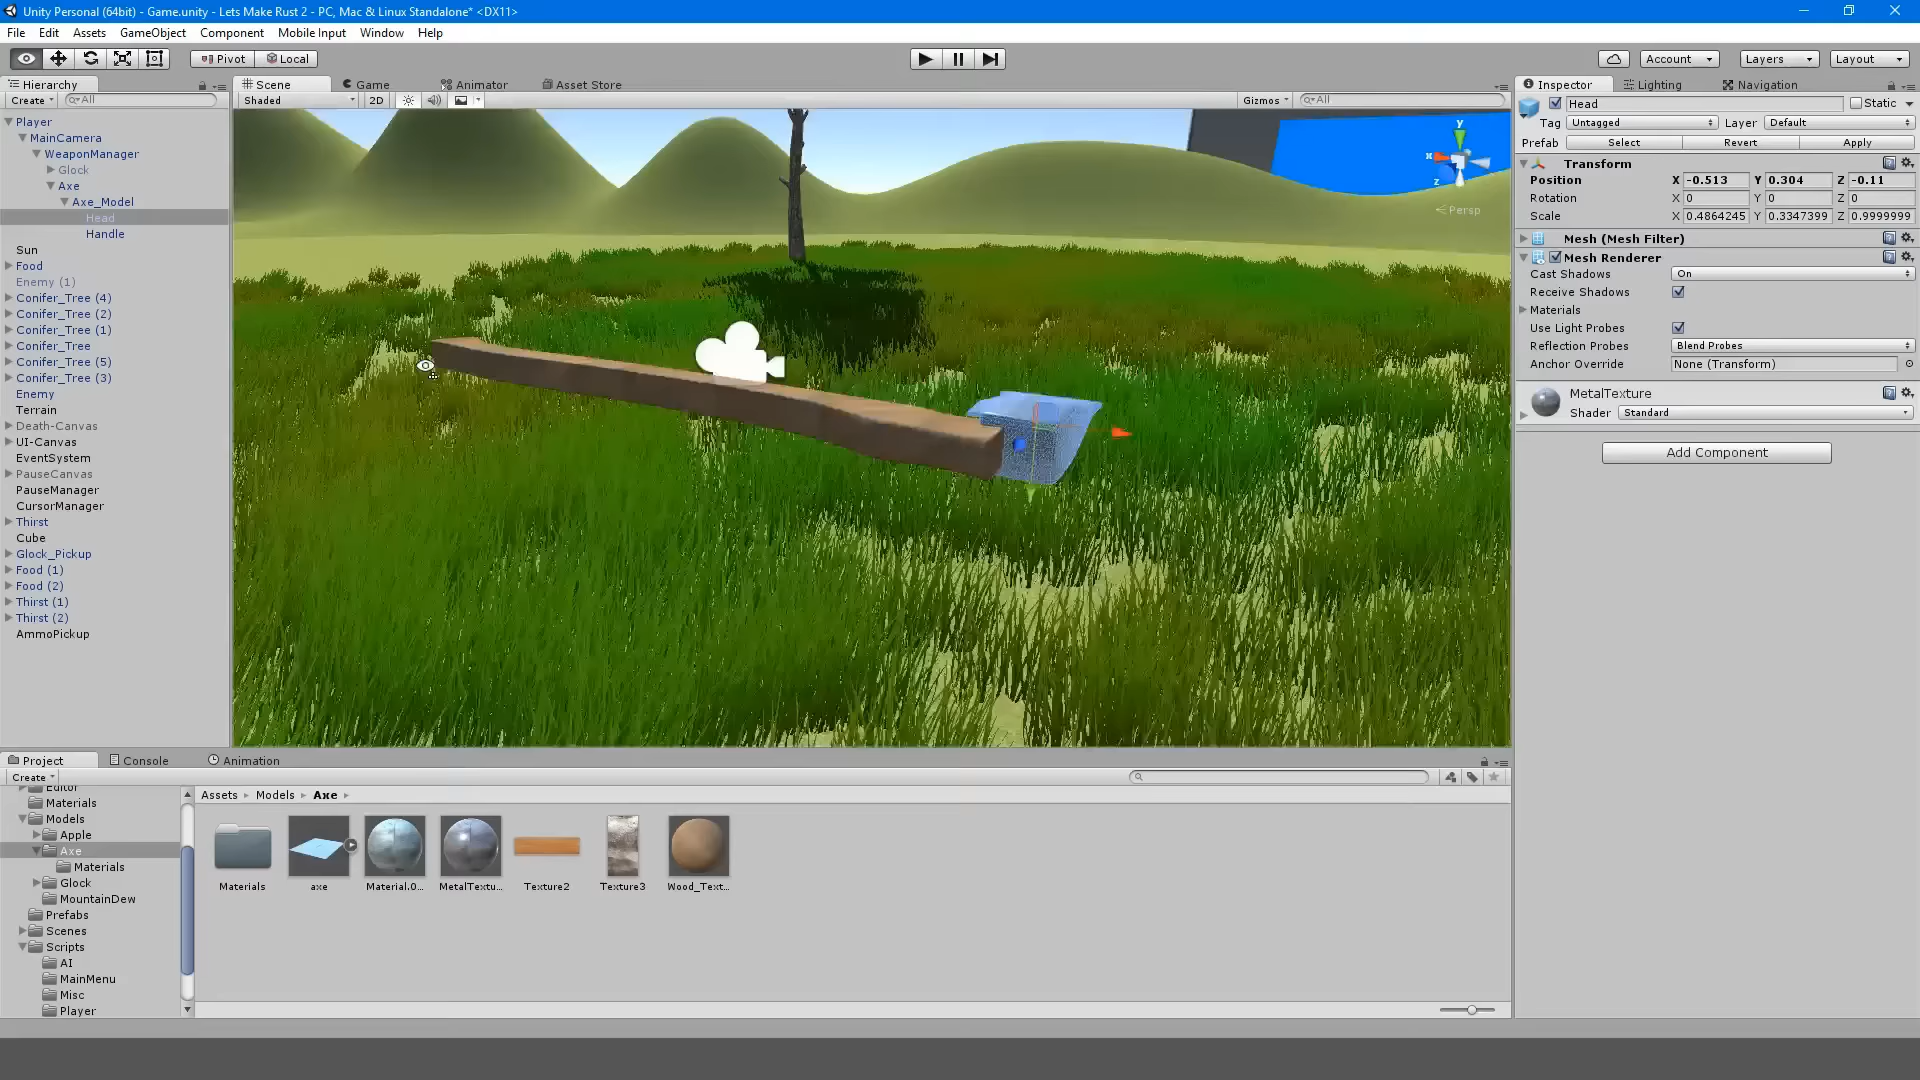 Unity Personal (64bit) - Game.unity - Lets Make Rust 2 - PC, Mac & Linux Standalone* <DX11>
File Edit Assets GameObject Component Mobile Input Window Help
Pivot Local Account Layers Layout
Hierarchy
Create All
Player
MainCamera
WeaponManager
Glock
Axe
Axe_Model
Head
Handle
Sun
Food
Enemy (1)
Conifer_Tree (4)
Conifer_Tree (2)
Conifer_Tree (1)
Conifer_Tree
Conifer_Tree (5)
Conifer_Tree (3)
Enemy
Terrain
Death-Canvas
UI-Canvas
EventSystem
PauseCanvas
PauseManager
CursorManager
Thirst
Cube
Glock_Pickup
Food (1)
Food (2)
Thirst (1)
Thirst (2)
AmmoPickup
Scene Game Animator Asset Store
Shaded 2D Gizmos All
y
x
z
Persp
Inspector Lighting Navigation
Head Static
Tag Untagged Layer Default
Prefab Select Revert Apply
Transform
Position X -0.513 Y 0.304 Z -0.11
Rotation X 0 Y 0 Z 0
Scale X 0.4864245 Y 0.3347399 Z 0.9999999
Mesh (Mesh Filter)
Mesh Renderer
Cast Shadows On
Receive Shadows
Materials
Use Light Probes
Reflection Probes Blend Probes
Anchor Override None (Transform)
MetalTexture
Shader Standard
Add Component
Project Console Animation
Create
Editor
Materials
Models
Apple
Axe
Materials
Glock
MountainDew
Prefabs
Scenes
Scripts
AI
MainMenu
Misc
Player
Assets Models Axe
Materials axe Material.0... MetalTextu... Texture2 Texture3 Wood_Text...